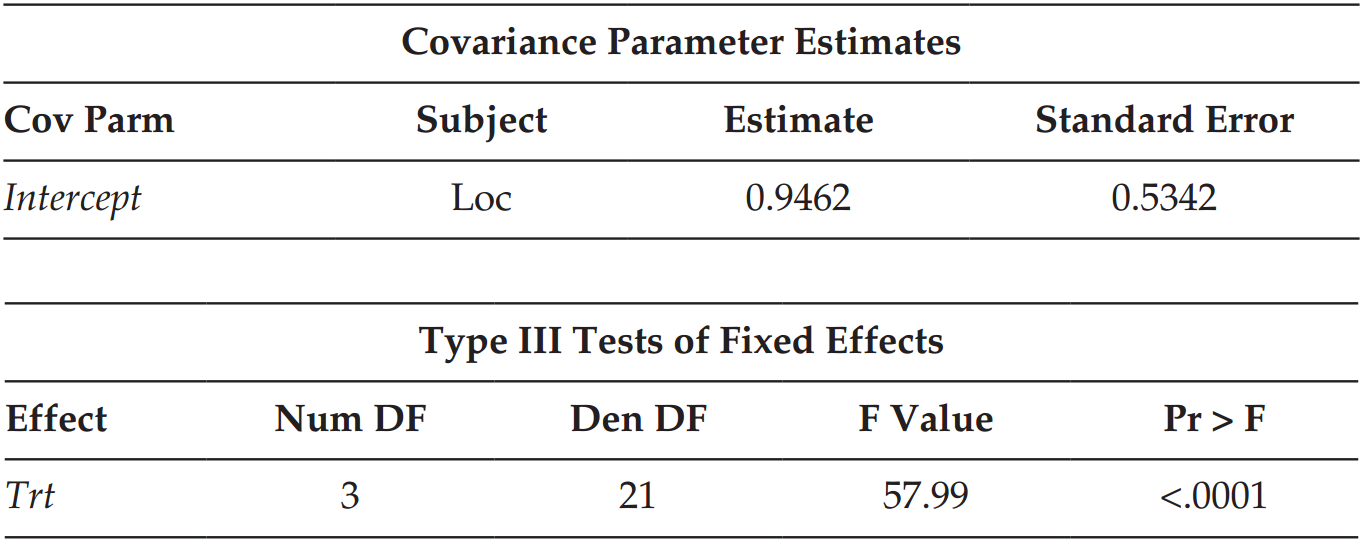 Covariance Parameter Estimates
Cov Parm Subject Estimate Standard Error
Intercept Loc 0.9462 0.5342
Type III Tests of Fixed Effects
Effect Num DF Den DF F Value Pr > F
Trt 3 21 57.99 <.0001